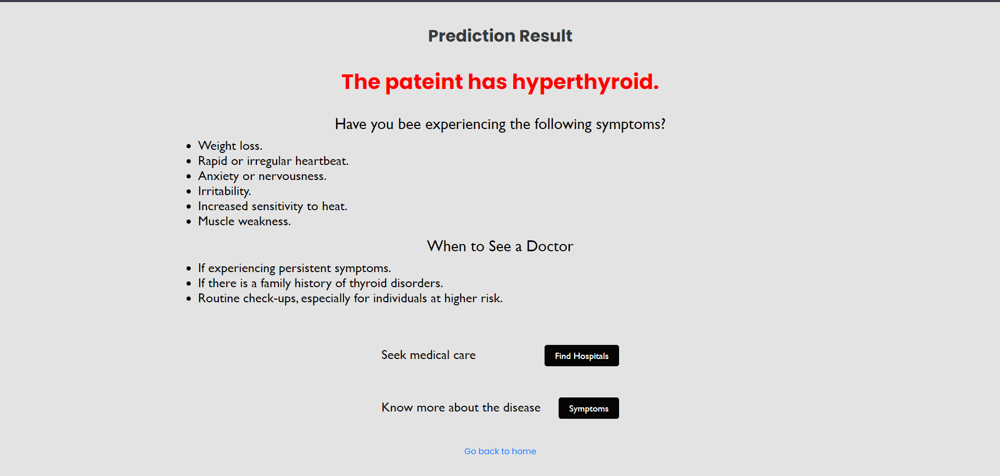 Prediction Result
The pateint has hyperthyroid.
Have you bee experiencing the following symptoms?
Weight loss.
Rapid or irregular heartbeat.
Anxiety or nervousness.
Irritability.
Increased sensitivity to heat.
Muscle weakness.
When to See a Doctor
If experiencing persistent symptoms.
If there is a family history of thyroid disorders.
Routine check-ups, especially for individuals at higher risk.
Seek medical care Find Hospitals
Know more about the disease Symptoms
Go back to home